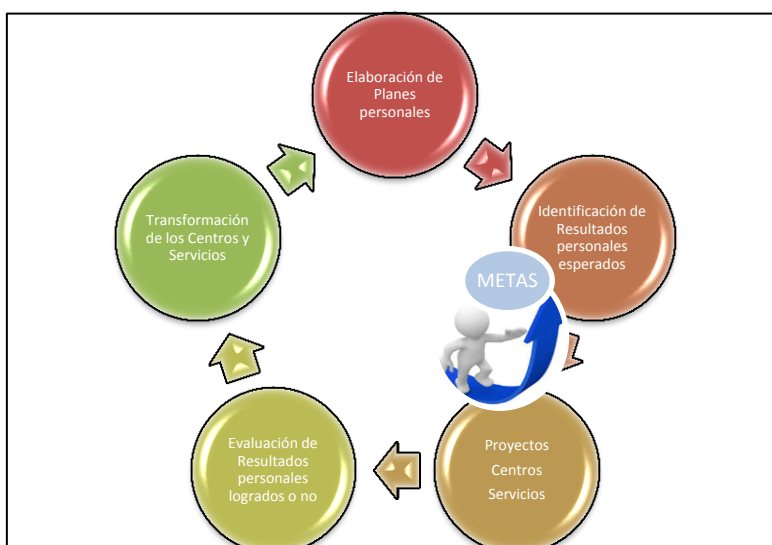 Elaboración de
Planes
personales
Identificación de
Resultados
personales
esperados
METAS
Proyectos
Centros
Servicios
Evaluación de
Resultados
personales
logrados o no
Transformación
de los Centros y
Servicios